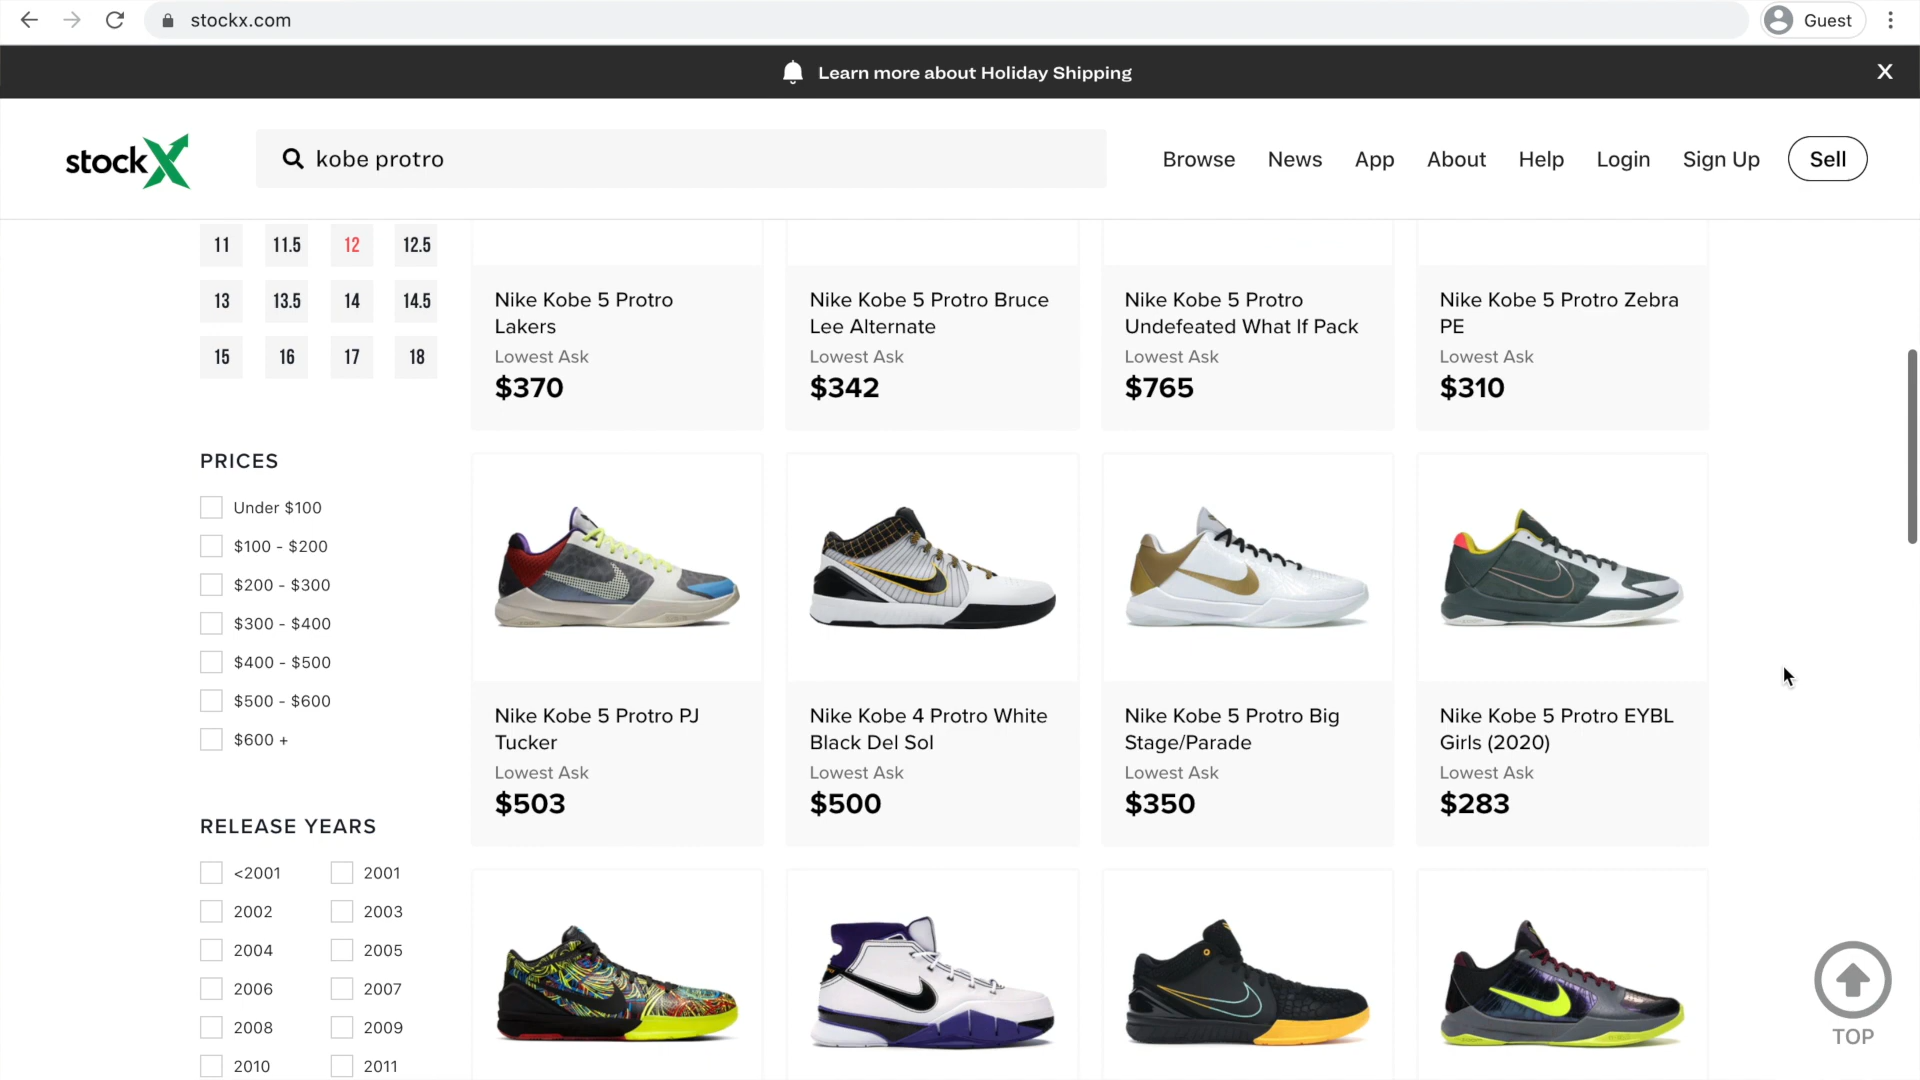 stockx.com
Guest
Learn more about Holiday Shipping
X
stockX
kobe protro
Browse
News
App
About
Help
Login
Sign Up
Sell
11 11.5 12 12.5
13 13.5 14 14.5
15 16 17 18
PRICES
Under $100
$100 - $200
$200 - $300
$300 - $400
$400 - $500
$500 - $600
$600 +
RELEASE YEARS
<2001 2001
2002 2003
2004 2005
2006 2007
2008 2009
2010 2011
Nike Kobe 5 Protro
Lakers
Lowest Ask
$370
Nike Kobe 5 Protro Bruce
Lee Alternate
Lowest Ask
$342
Nike Kobe 5 Protro
Undefeated What If Pack
Lowest Ask
$765
Nike Kobe 5 Protro Zebra
PE
Lowest Ask
$310
Nike Kobe 5 Protro PJ
Tucker
Lowest Ask
$503
Nike Kobe 4 Protro White
Black Del Sol
Lowest Ask
$500
Nike Kobe 5 Protro Big
Stage/Parade
Lowest Ask
$350
Nike Kobe 5 Protro EYBL
Girls (2020)
Lowest Ask
$283
TOP